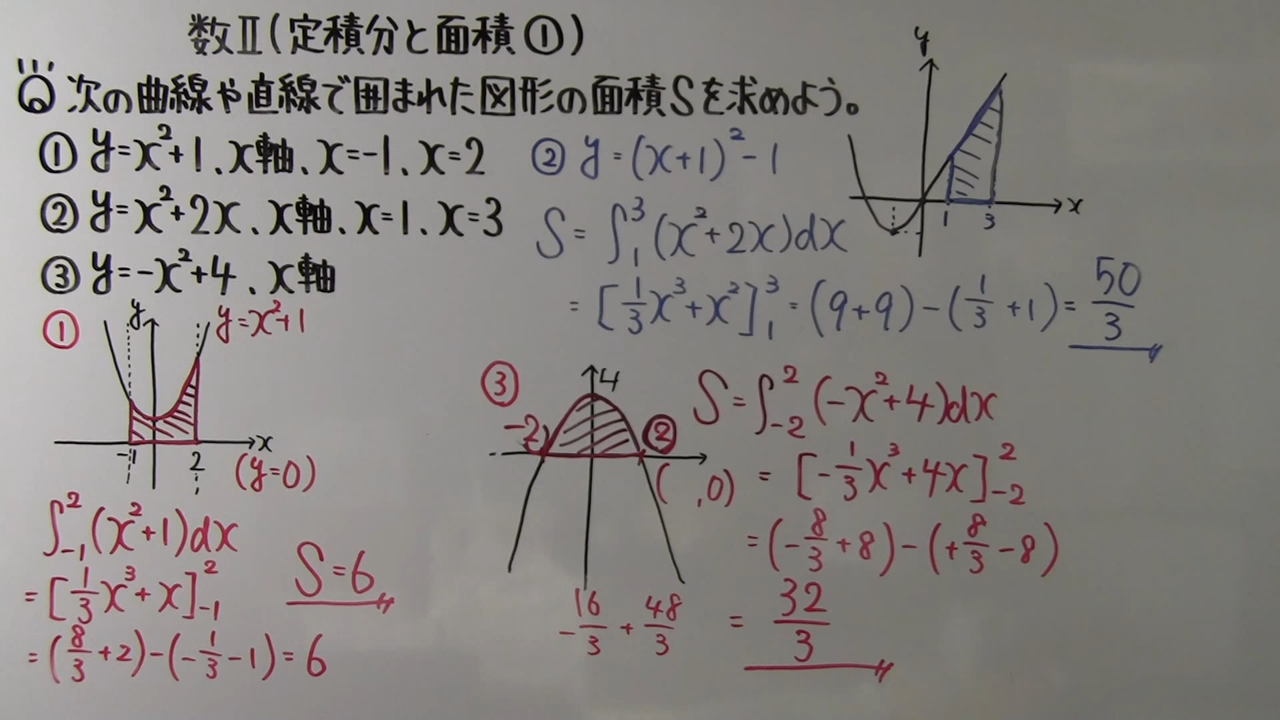 数Ⅱ(定積分と面積①)
Q 次の曲線や直線で囲まれた図形の面積Sを求めよう。
① y=x²+1、x軸、x=-1、x=2
② y=x²+2x、x軸、x=1、x=3
③ y=-x²+4、x軸
①
y
y=x²+1
x
-1
2
(y=0)
∫₋₁²(x²+1)dx
=[1/3x³+x]₋₁²
=(8/3+2)-(-1/3-1)=6
S=6
② y=(x+1)²-1
S=∫₁³(x²+2x)dx
=[1/3x³+x²]₁³=(9+9)-(1/3+1)=50/3
y
x
1
3
③
4
-2
②
( ,0)
S=∫₋₂²(-x²+4)dx
=[-1/3x³+4x]₋₂²
=(-8/3+8)-(+8/3-8)
-16/3+48/3
=32/3